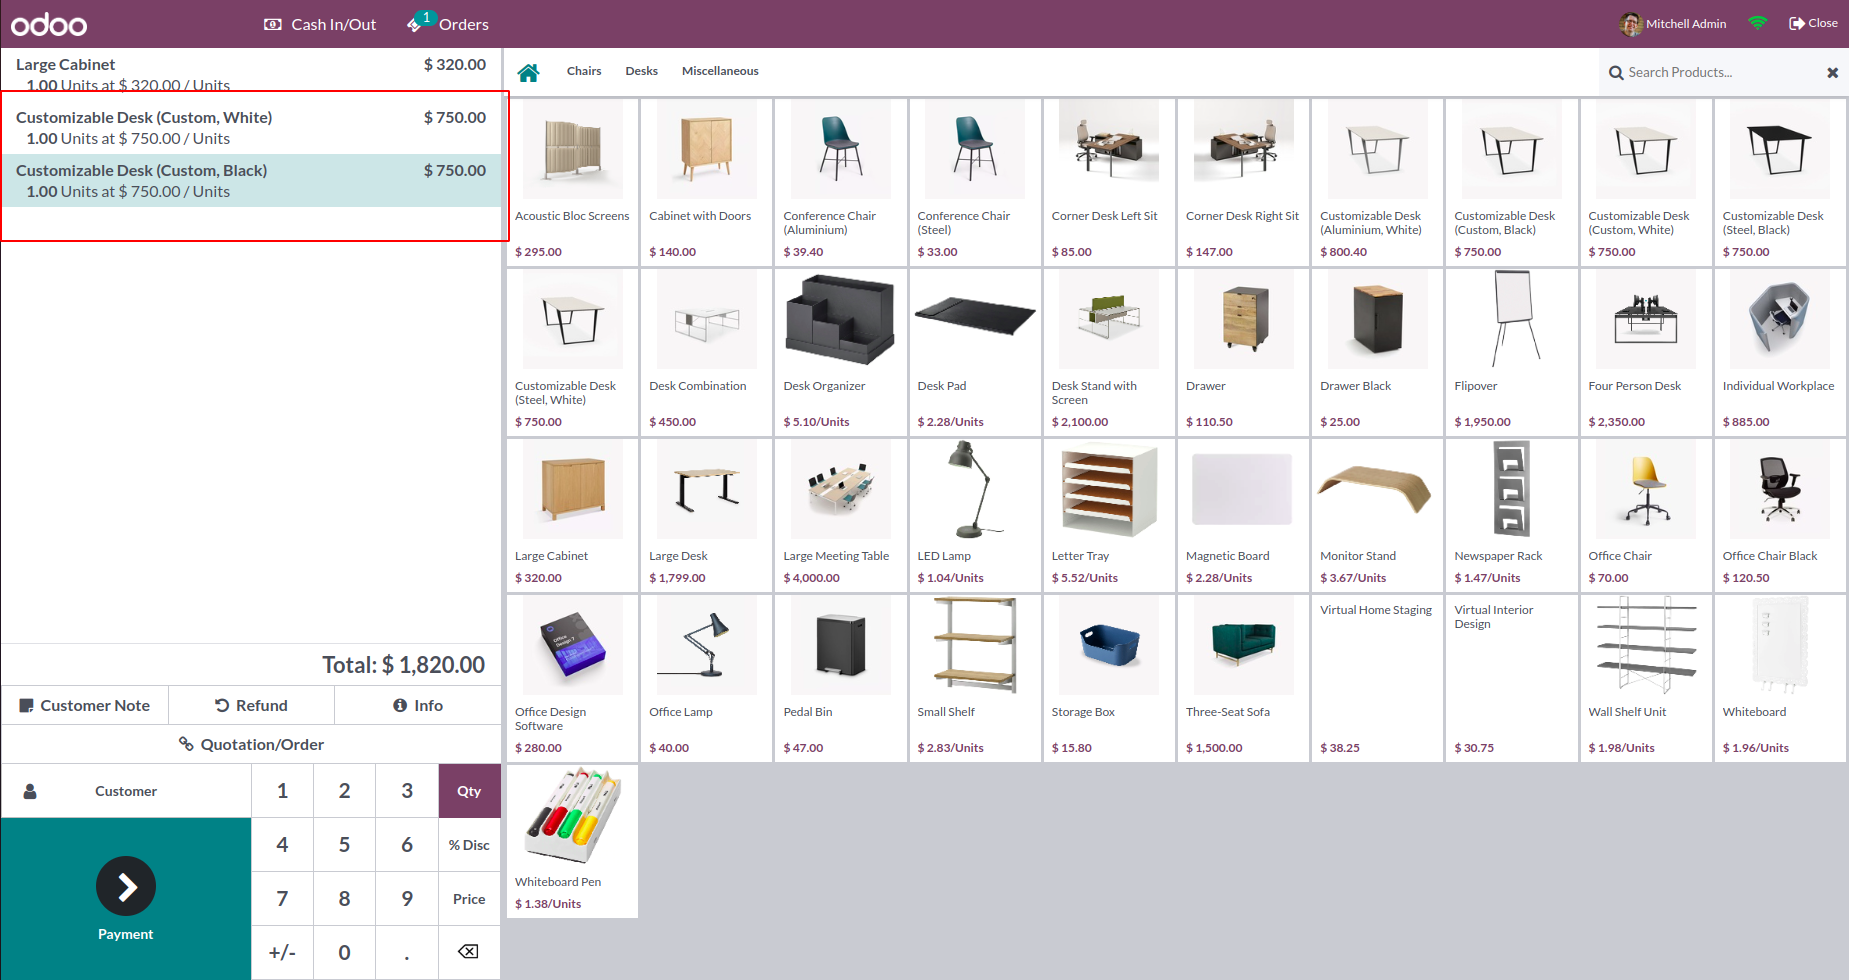 odoo
Cash In/Out
1
Orders
Mitchell Admin
Close
Large Cabinet $ 320.00
1.00 Units at $ 320.00 / Units
Customizable Desk (Custom, White) $ 750.00
1.00 Units at $ 750.00 / Units
Customizable Desk (Custom, Black) $ 750.00
1.00 Units at $ 750.00 / Units
Total: $ 1,820.00
Customer Note
Refund
Info
Quotation/Order
Customer
1 2 3 Qty
4 5 6 % Disc
7 8 9 Price
+/- 0 .
Payment
Chairs
Desks
Miscellaneous
Search Products...
Acoustic Bloc Screens
$ 295.00
Cabinet with Doors
$ 140.00
Conference Chair
(Aluminium)
$ 39.40
Conference Chair
(Steel)
$ 33.00
Corner Desk Left Sit
$ 85.00
Corner Desk Right Sit
$ 147.00
Customizable Desk
(Aluminium, White)
$ 800.40
Customizable Desk
(Custom, Black)
$ 750.00
Customizable Desk
(Custom, White)
$ 750.00
Customizable Desk
(Steel, Black)
$ 750.00
Customizable Desk
(Steel, White)
$ 750.00
Desk Combination
$ 450.00
Desk Organizer
$ 5.10/Units
Desk Pad
$ 2.28/Units
Desk Stand with
Screen
$ 2,100.00
Drawer
$ 110.50
Drawer Black
$ 25.00
Flipover
$ 1,950.00
Four Person Desk
$ 2,350.00
Individual Workplace
$ 885.00
Large Cabinet
$ 320.00
Large Desk
$ 1,799.00
Large Meeting Table
$ 4,000.00
LED Lamp
$ 1.04/Units
Letter Tray
$ 5.52/Units
Magnetic Board
$ 2.28/Units
Monitor Stand
$ 3.67/Units
Newspaper Rack
$ 1.47/Units
Office Chair
$ 70.00
Office Chair Black
$ 120.50
Office Design
Software
$ 280.00
Office Lamp
$ 40.00
Pedal Bin
$ 47.00
Small Shelf
$ 2.83/Units
Storage Box
$ 15.80
Three-Seat Sofa
$ 1,500.00
Virtual Home Staging
$ 38.25
Virtual Interior
Design
$ 30.75
Wall Shelf Unit
$ 1.98/Units
Whiteboard
$ 1.96/Units
Whiteboard Pen
$ 1.38/Units